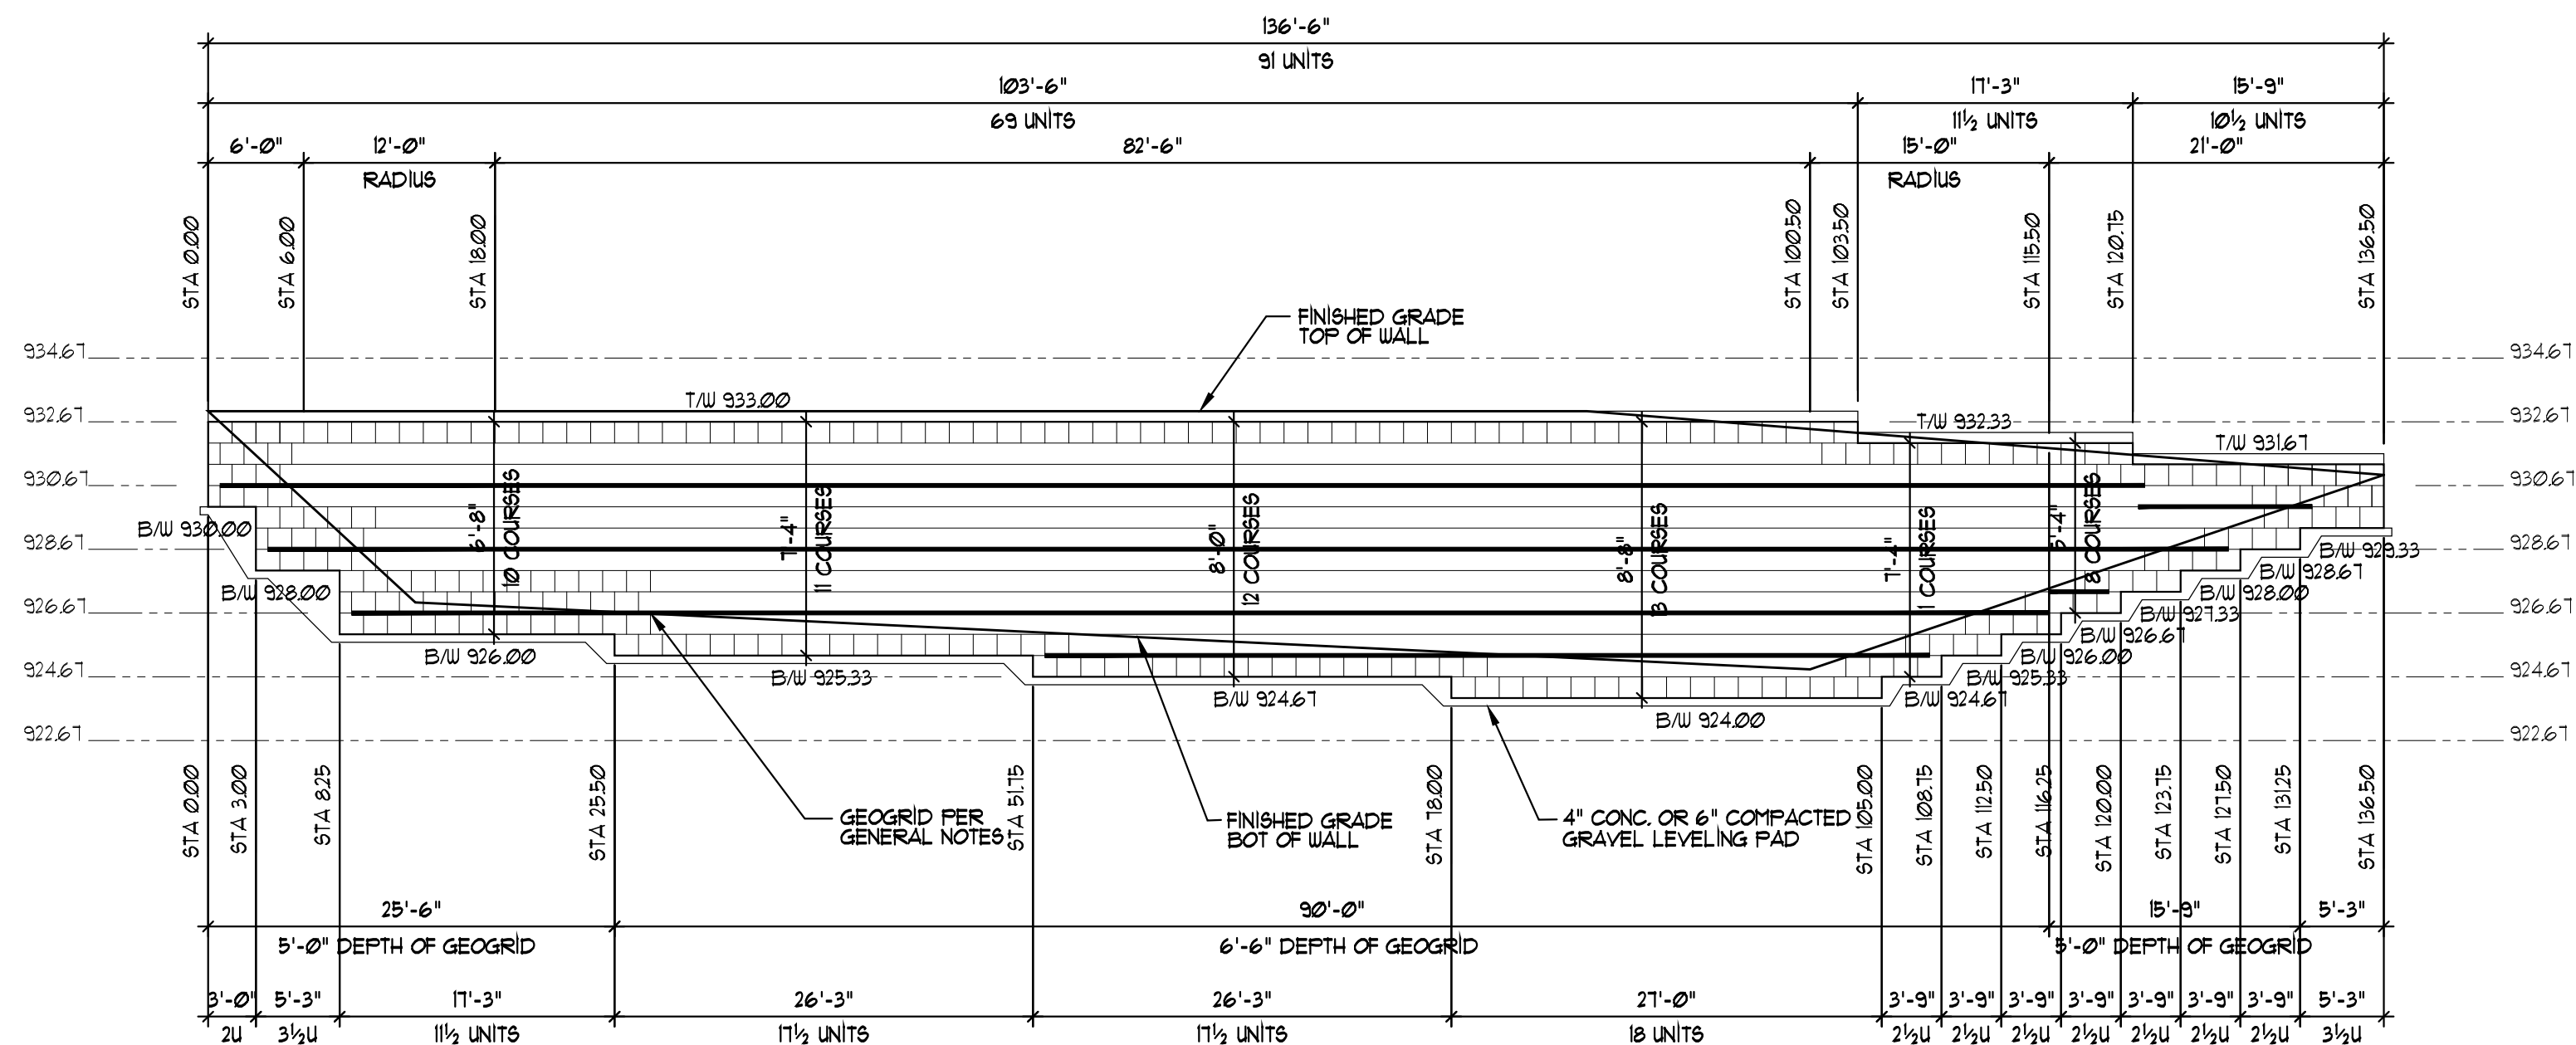 136'-6"
91 UNITS
103'-6"
17'-3"
15'-9"
69 UNITS
11½ UNITS
10½ UNITS
6'-0"
12'-0"
82'-6"
15'-0"
21'-0"
RADIUS
RADIUS
STA 0.00
STA 6.00
STA 18.00
STA 100.50
STA 103.50
STA 115.50
STA 120.75
STA 136.50
FINISHED GRADE
TOP OF WALL
934.67
934.67
T/W 933.00
932.67
T/W 932.33
932.67
T/W 931.67
930.67
930.67
6'-8"
10 COURSES
7'-4"
11 COURSES
8'-0"
12 COURSES
8'-8"
13 COURSES
7'-4"
11 COURSES
5'-4"
8 COURSES
B/W 930.00
928.67
B/W 929.33
928.67
B/W 928.67
B/W 928.00
B/W 928.00
926.67
B/W 927.33
926.67
B/W 926.67
B/W 926.00
B/W 926.00
924.67
B/W 925.33
B/W 925.33
924.67
B/W 924.67
B/W 924.67
B/W 924.00
922.67
922.67
STA 0.00
STA 3.00
STA 8.25
STA 25.50
STA 51.75
STA 78.00
STA 105.00
STA 108.75
STA 112.50
STA 116.25
STA 120.00
STA 123.75
STA 127.50
STA 131.25
STA 136.50
GEOGRID PER
GENERAL NOTES
FINISHED GRADE
BOT OF WALL
4" CONC. OR 6" COMPACTED
GRAVEL LEVELING PAD
25'-6"
90'-0"
15'-9"
5'-3"
5'-0" DEPTH OF GEOGRID
6'-6" DEPTH OF GEOGRID
5'-0" DEPTH OF GEOGRID
3'-0"
5'-3"
17'-3"
26'-3"
26'-3"
27'-0"
3'-9"
3'-9"
3'-9"
3'-9"
3'-9"
3'-9"
3'-9"
5'-3"
2U
3½U
11½ UNITS
17½ UNITS
17½ UNITS
18 UNITS
2½U
2½U
2½U
2½U
2½U
2½U
2½U
3½U